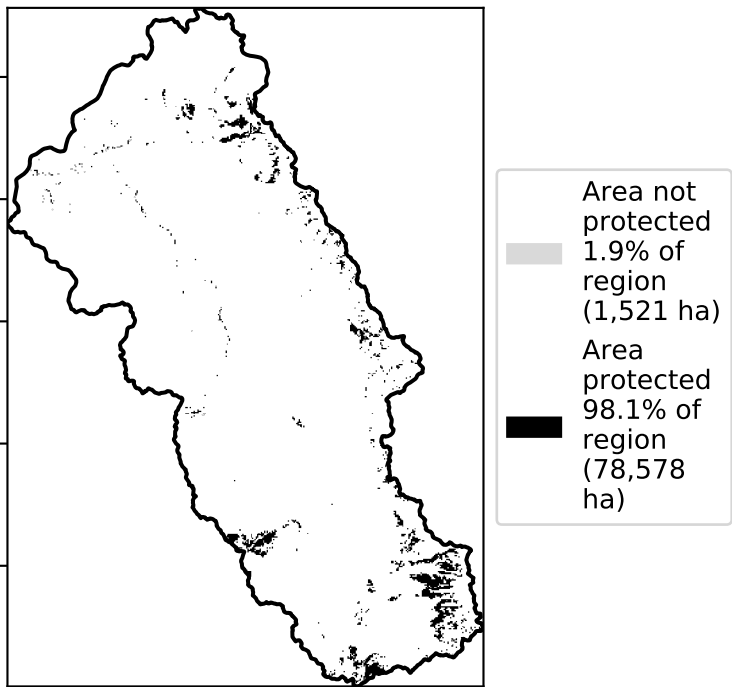 Area not
protected
1.9% of
region
(1,521 ha)
Area
protected
98.1% of
region
(78,578
ha)